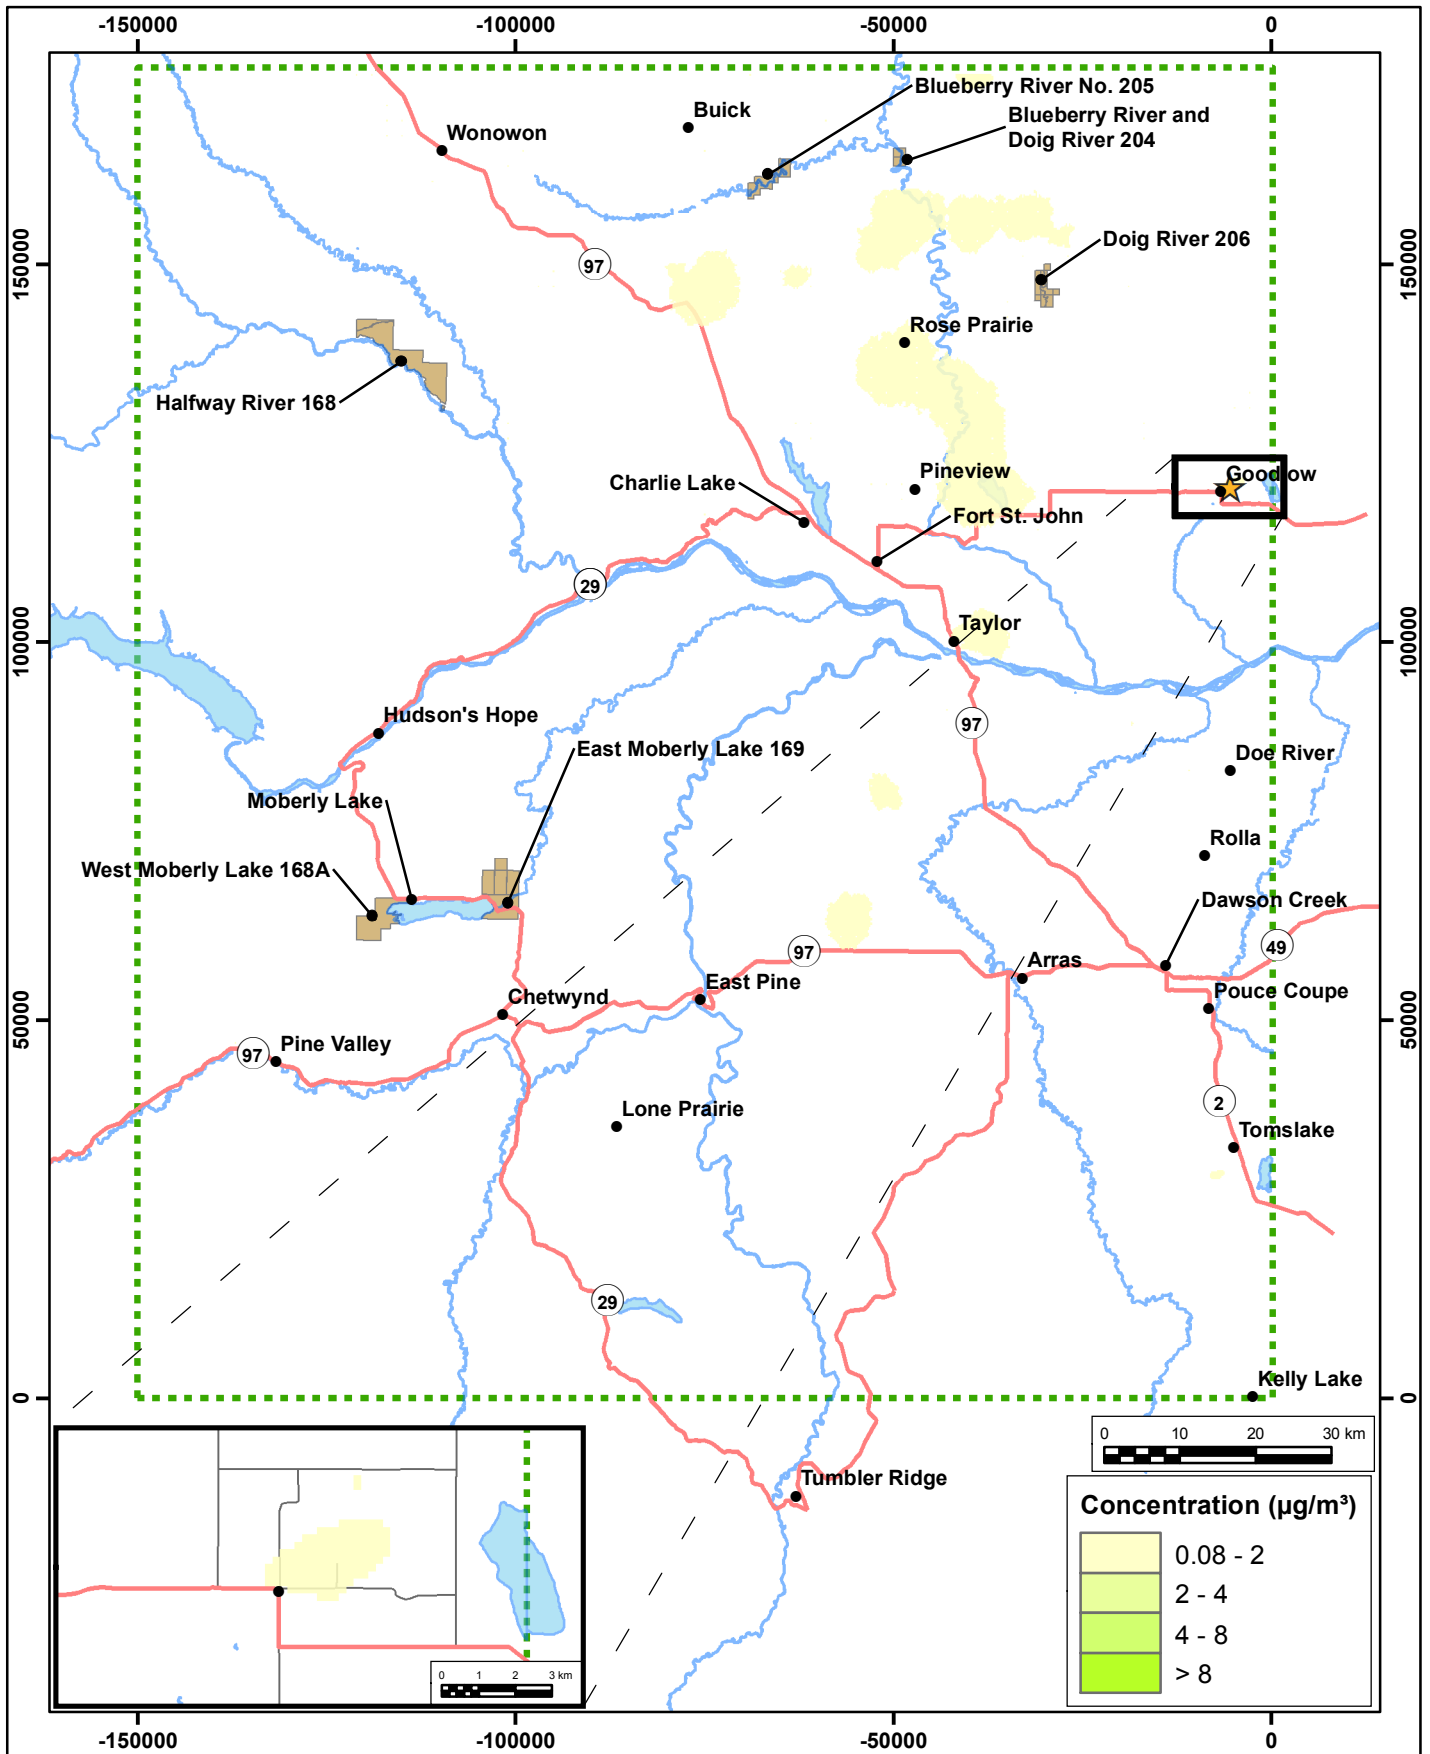 -150000 -100000 -50000 0
Blueberry River No. 205
Buick
Blueberry River and
Doig River 204
Wonowon
Doig River 206
97
150000
150000
Rose Prairie
Halfway River 168
Pineview
Goodlow
Charlie Lake
Fort St. John
29
Taylor
100000
100000
Hudson's Hope
97
East Moberly Lake 169
Doe River
Moberly Lake
Rolla
West Moberly Lake 168A
Dawson Creek
49
97
Arras
East Pine
Pouce Coupe
Chetwynd
50000
50000
97
Pine Valley
2
Lone Prairie
Tomslake
29
Kelly Lake
0
0
0 10 20 30 km
Tumbler Ridge
Concentration (µg/m³)
0.08 - 2
2 - 4
4 - 8
> 8
0 1 2 3 km
-150000 -100000 -50000 0